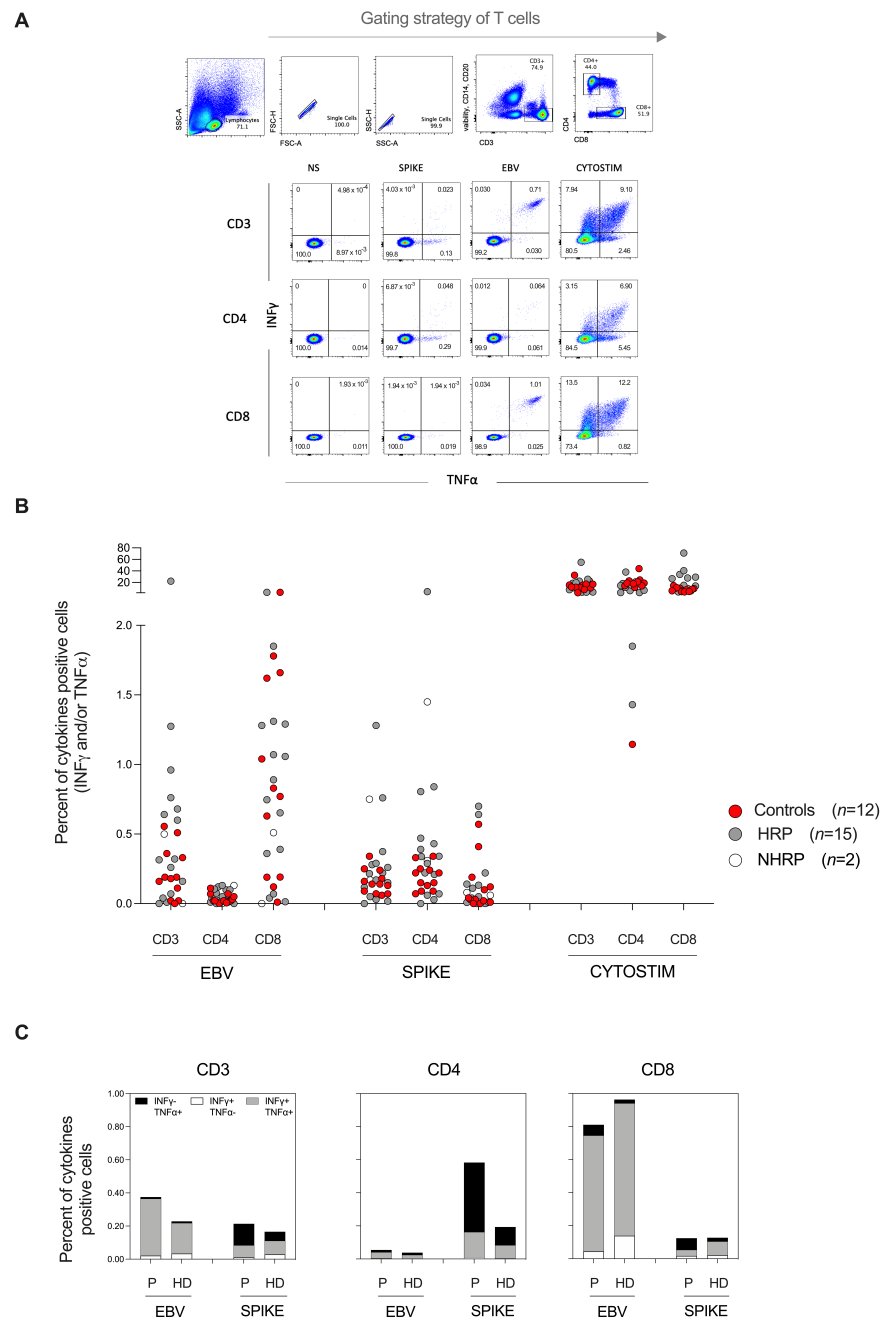 A
Gating strategy of T cells
SSC-A
Lymphocytes
71.1
FSC-H
Single Cells
100.0
FSC-A
SSC-H
Single Cells
99.9
SSC-A
viability, CD14, CD20
CD3+
74.9
CD3
CD4
CD4+
44.0
CD8+
51.9
CD8
NS SPIKE EBV CYTOSTIM
CD3
0 4.98 x 10⁻⁴ 4.03 x 10⁻³ 0.023 0.030 0.71 7.94 9.10
100.0 8.97 x 10⁻³ 99.8 0.13 99.2 0.030 80.5 2.46
INFγ
CD4
0 0 6.87 x 10⁻³ 0.048 0.012 0.064 3.15 6.90
100.0 0.014 99.7 0.29 99.9 0.061 84.5 5.45
CD8
0 1.93 x 10⁻³ 1.94 x 10⁻³ 1.94 x 10⁻³ 0.034 1.01 13.5 12.2
100.0 0.011 100.0 0.019 98.9 0.025 73.4 0.82
TNFα
B
Percent of cytokines positive cells
(INFγ and/or TNFα)
80
60
40
20
2.0
1.5
1.0
0.5
0.0
CD3 CD4 CD8 CD3 CD4 CD8 CD3 CD4 CD8
EBV SPIKE CYTOSTIM
Controls (n=12)
HRP (n=15)
NHRP (n=2)
C
CD3 CD4 CD8
Percent of cytokines
positive cells
1.00
0.80
0.60
0.40
0.20
0.00
INFγ- INFγ+ INFγ+
TNFα+ TNFα- TNFα+
P HD P HD P HD P HD P HD P HD
EBV SPIKE EBV SPIKE EBV SPIKE